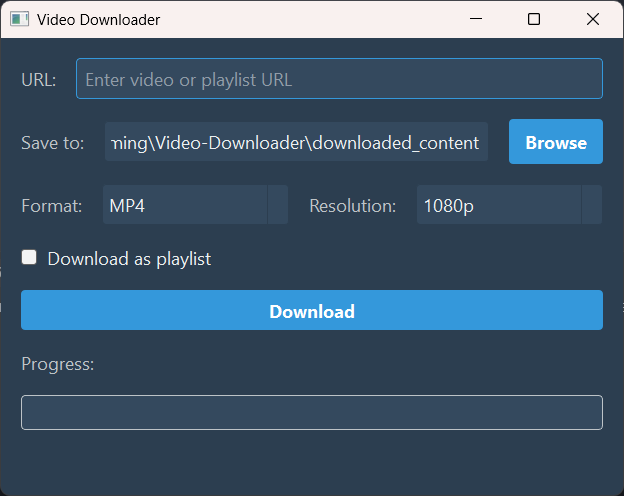 Video Downloader
URL: Enter video or playlist URL
Save to: ming\Video-Downloader\downloaded_content Browse
Format: MP4 Resolution: 1080p
Download as playlist
Download
Progress: